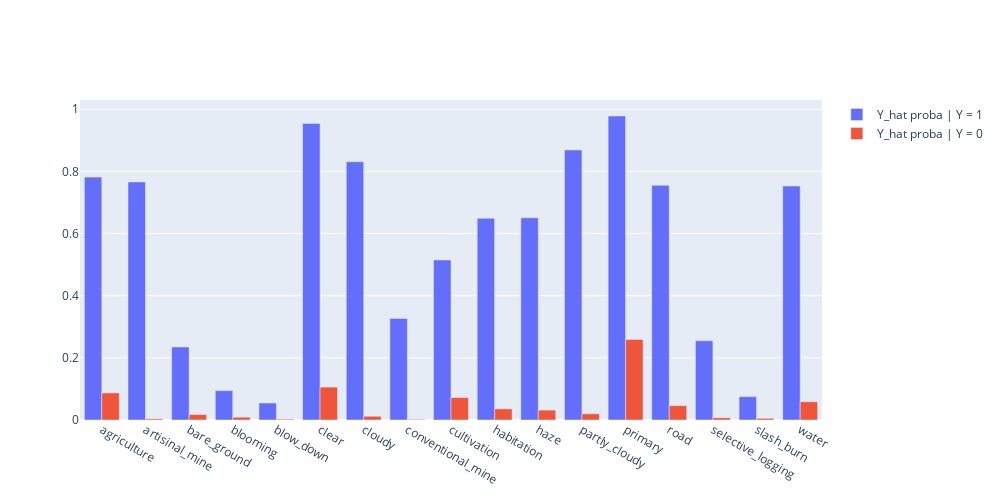 1
0.8
0.6
0.4
0.2
0
agriculture
artisinal_mine
bare_ground
blooming
blow_down
clear
cloudy
conventional_mine
cultivation
habitation
haze
partly_cloudy
primary
road
selective_logging
slash_burn
water
Y_hat proba | Y = 1
Y_hat proba | Y = 0